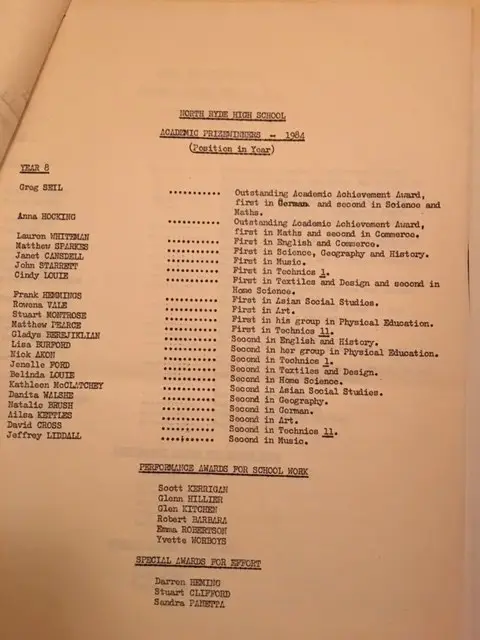 NORTH RYDE HIGH SCHOOL
ACADEMIC PRIZEWINNERS - 1984
(Position in Year)
YEAR 8
Greg SEIL ........... Outstanding Academic Achievement Award,
first in German and second in Science and
Maths.
Anna HOCKING ........... Outstanding Academic Achievement Award,
first in Maths and second in Commerce.
Lauren WHITEMAN ........... First in English and Commerce.
Matthew SPARKES ........... First in Science, Geography and History.
Janet CANSDELL ........... First in Music.
John STARRETT ........... First in Technics 1.
Cindy LOUIE ........... First in Textiles and Design and second in
Home Science.
Frank HEMMINGS ........... First in Asian Social Studies.
Rowena VALE ........... First in Art.
Stuart MONTROSE ........... First in his group in Physical Education.
Matthew PEARCE ........... First in Technics 11.
Gladys BEREJIKLIAN ........... Second in English and History.
Lisa BURFORD ........... Second in her group in Physical Education.
Nick AKON ........... Second in Technics 1.
Jenelle FORD ........... Second in Textiles and Design.
Belinda LOUIE ........... Second in Home Science.
Kathleen McCLATCHEY ........... Second in Asian Social Studies.
Danita WALSHE ........... Second in Geography.
Natalie BRUSH ........... Second in German.
Ailsa KETTLES ........... Second in Art.
David CROSS ........... Second in Technics 11.
Jeffrey LIDDALL ........... Second in Music.
PERFORMANCE AWARDS FOR SCHOOL WORK
Scott KERRIGAN
Glenn HILLIER
Glen KITCHEN
Robert BARBARA
Emma ROBERTSON
Yvette WORBOYS
SPECIAL AWARDS FOR EFFORT
Darren HEMING
Stuart CLIFFORD
Sandra PANETTA